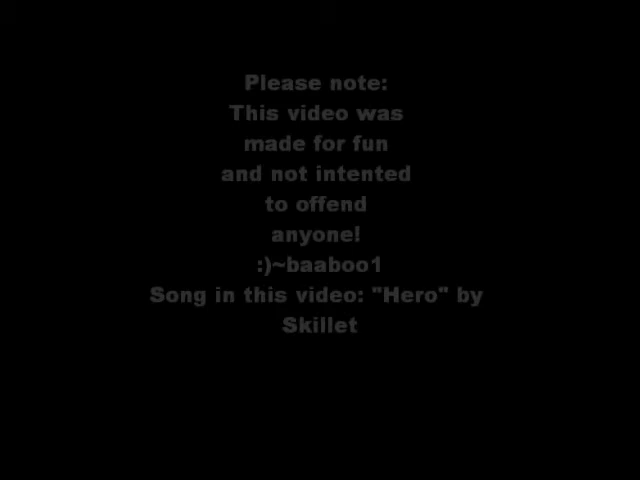 Please note:
This video was
made for fun
and not intented
to offend
anyone!
:)~baaboo1
Song in this video: "Hero" by
Skillet